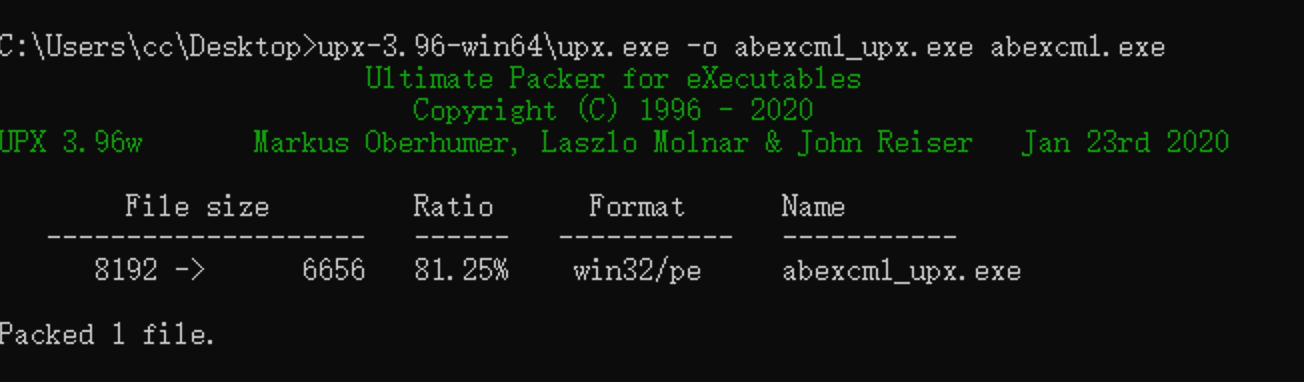 C:\Users\cc\Desktop>upx-3.96-win64\upx.exe -o abexcm1_upx.exe abexcm1.exe
Ultimate Packer for eXecutables
Copyright (C) 1996 - 2020
UPX 3.96w Markus Oberhumer, Laszlo Molnar & John Reiser Jan 23rd 2020
File size Ratio Format Name
-------------------- ------ ----------- -----------
8192 -> 6656 81.25% win32/pe abexcm1_upx.exe
Packed 1 file.